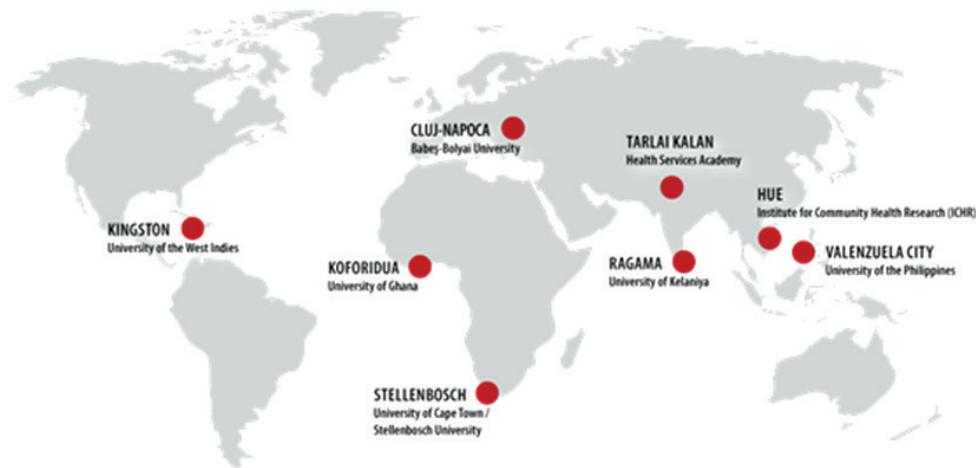 CLUJ-NAPOCA
Babeş-Bolyai University
TARLAI KALAN
Health Services Academy
HUE
Institute for Community Health Research (ICHR)
KINGSTON
University of the West Indies
VALENZUELA CITY
University of the Philippines
KOFORIDUA
University of Ghana
RAGAMA
University of Kelaniya
STELLENBOSCH
University of Cape Town /
Stellenbosch University